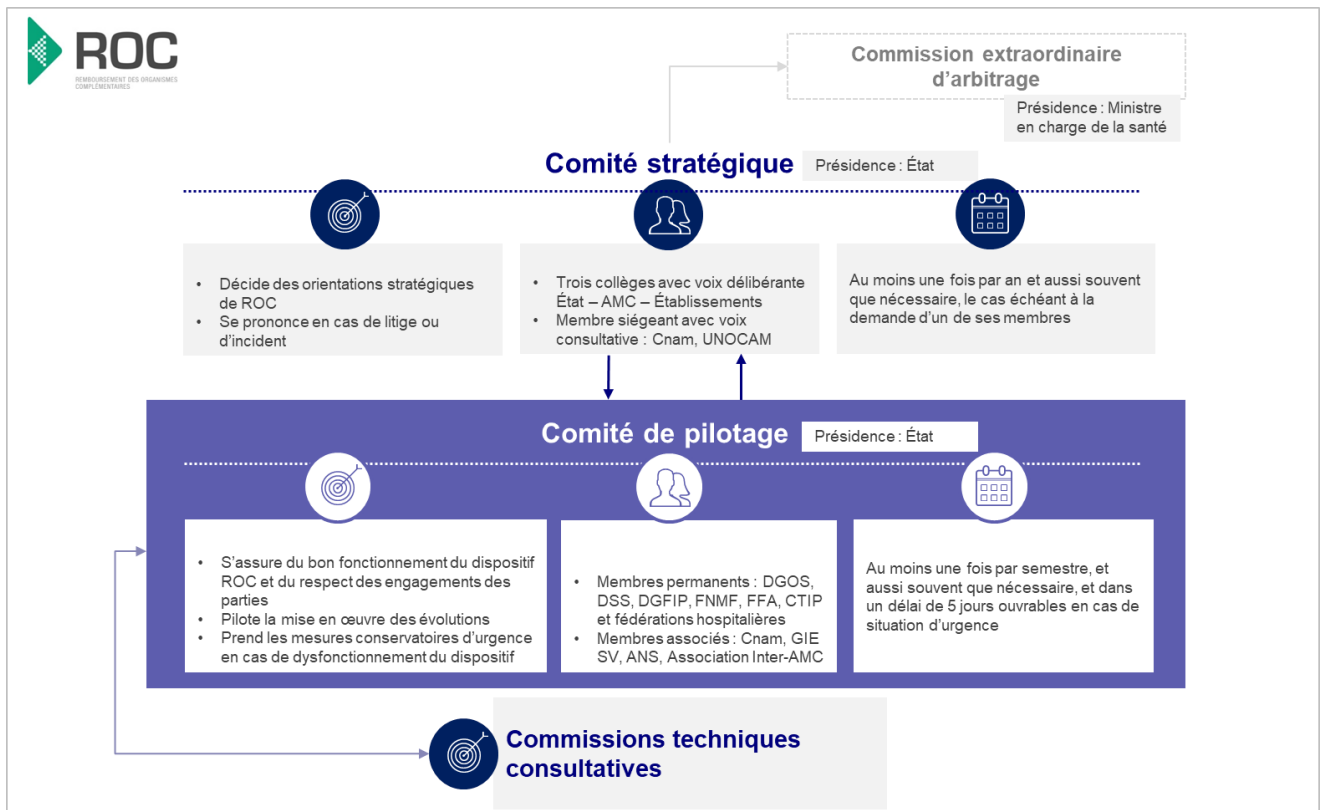 ROC
REMBOURSEMENT DES ORGANISMES
COMPLÉMENTAIRES
Commission extraordinaire
d’arbitrage
Présidence : Ministre
en charge de la santé
Comité stratégique
Présidence : État
• Décide des orientations stratégiques
de ROC
• Se prononce en cas de litige ou
d’incident
• Trois collèges avec voix délibérante
État – AMC – Établissements
• Membre siégeant avec voix
consultative : Cnam, UNOCAM
Au moins une fois par an et aussi souvent
que nécessaire, le cas échéant à la
demande d’un de ses membres
Comité de pilotage
Présidence : État
• S’assure du bon fonctionnement du dispositif
ROC et du respect des engagements des
parties
• Pilote la mise en œuvre des évolutions
• Prend les mesures conservatoires d’urgence
en cas de dysfonctionnement du dispositif
• Membres permanents : DGOS,
DSS, DGFIP, FNMF, FFA, CTIP
et fédérations hospitalières
• Membres associés : Cnam, GIE
SV, ANS, Association Inter-AMC
Au moins une fois par semestre, et
aussi souvent que nécessaire, et dans
un délai de 5 jours ouvrables en cas de
situation d’urgence
Commissions techniques
consultatives